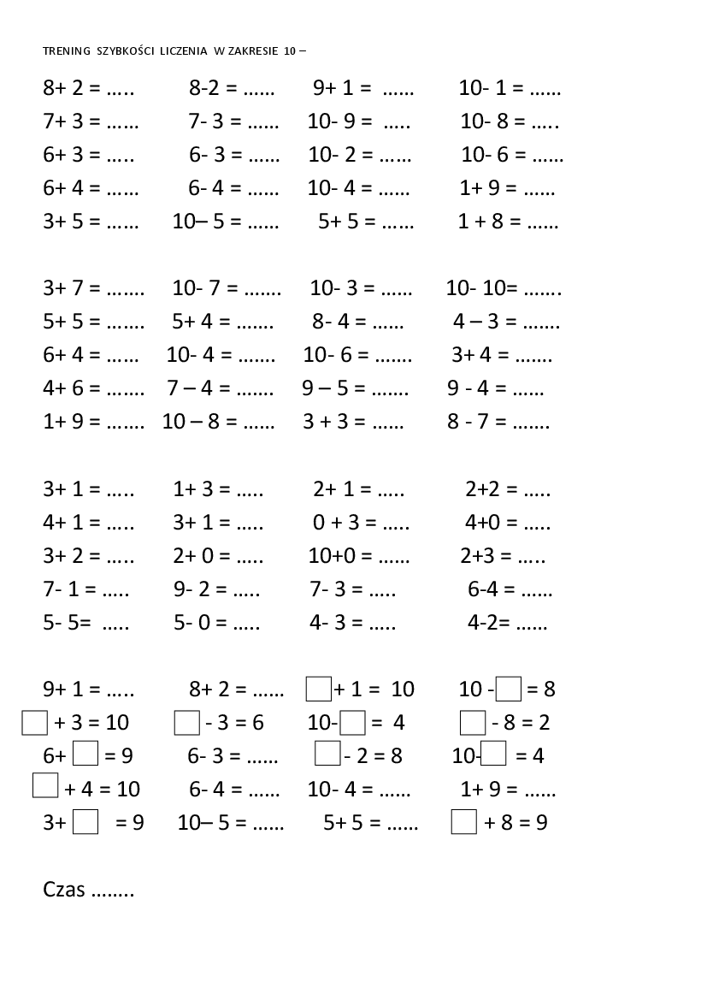 TRENING SZYBKOŚCI LICZENIA W ZAKRESIE 10 –
8+ 2 = ….. 8-2 = …… 9+ 1 = …… 10- 1 = ……
7+ 3 = …… 7- 3 = …… 10- 9 = ….. 10- 8 = …..
6+ 3 = ….. 6- 3 = …… 10- 2 = …… 10- 6 = ……
6+ 4 = …… 6- 4 = …… 10- 4 = …… 1+ 9 = ……
3+ 5 = …… 10– 5 = …… 5+ 5 = …… 1 + 8 = ……
3+ 7 = ……. 10- 7 = ……. 10- 3 = …… 10- 10= …….
5+ 5 = ……. 5+ 4 = ……. 8- 4 = …… 4 – 3 = …….
6+ 4 = …… 10- 4 = ……. 10- 6 = ……. 3+ 4 = …….
4+ 6 = ……. 7 – 4 = ……. 9 – 5 = ……. 9 - 4 = ……
1+ 9 = ……. 10 – 8 = …… 3 + 3 = …… 8 - 7 = …….
3+ 1 = ….. 1+ 3 = ….. 2+ 1 = ….. 2+2 = …..
4+ 1 = ….. 3+ 1 = ….. 0 + 3 = ….. 4+0 = …..
3+ 2 = ….. 2+ 0 = ….. 10+0 = …… 2+3 = …..
7- 1 = ….. 9- 2 = ….. 7- 3 = ….. 6-4 = ……
5- 5= ….. 5- 0 = ….. 4- 3 = ….. 4-2= ……
9+ 1 = ….. 8+ 2 = …… □ + 1 = 10 10 -□ = 8
□ + 3 = 10 □ - 3 = 6 10-□ = 4 □ - 8 = 2
6+ □ = 9 6- 3 = …… □ - 2 = 8 10-□ = 4
□ + 4 = 10 6- 4 = …… 10- 4 = …… 1+ 9 = ……
3+ □ = 9 10– 5 = …… 5+ 5 = …… □ + 8 = 9
Czas ……..